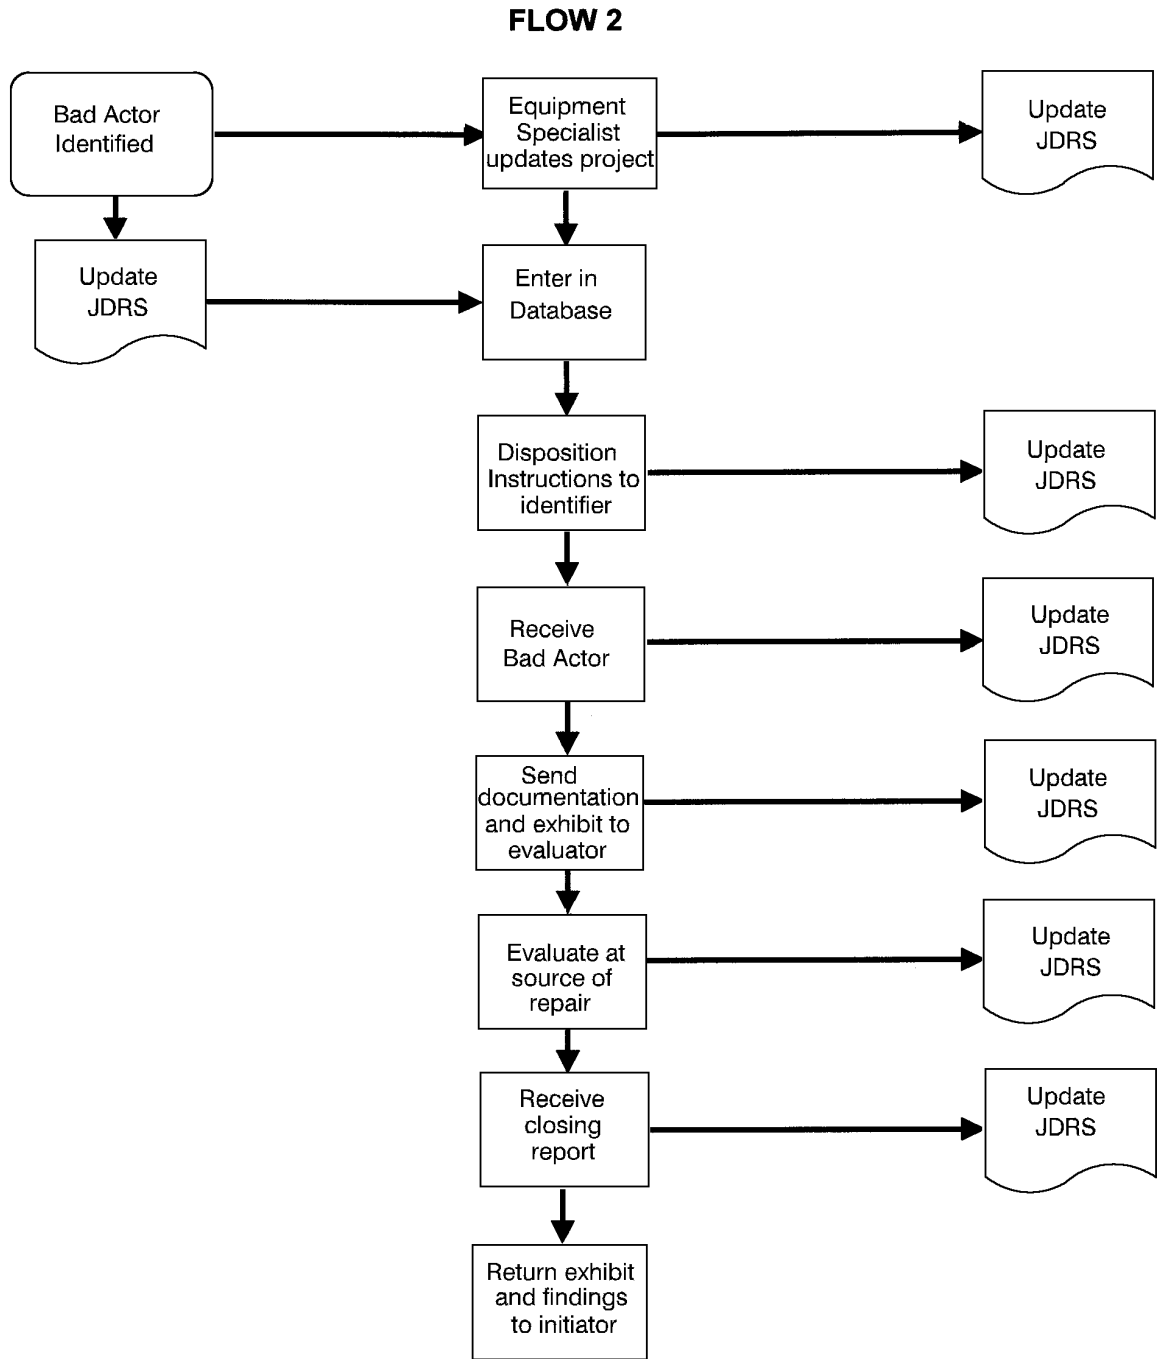 FLOW 2
Bad Actor
Identified
Equipment
Specialist
updates project
Update
JDRS
Update
JDRS
Enter in
Database
Disposition
Instructions to
identifier
Update
JDRS
Receive
Bad Actor
Update
JDRS
Send
documentation
and exhibit to
evaluator
Update
JDRS
Evaluate at
source of
repair
Update
JDRS
Receive
closing
report
Update
JDRS
Return exhibit
and findings
to initiator